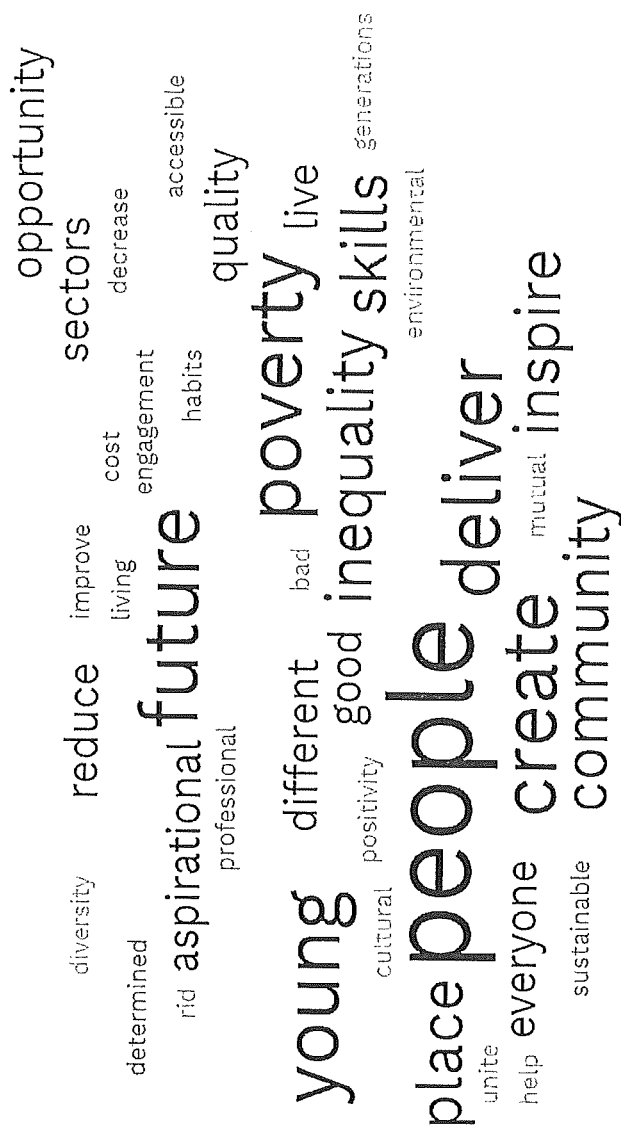 opportunity
diversity reduce improve sectors
determined living cost engagement decrease
rid aspirational future habits accessible
professional quality
young different bad poverty live
cultural positivity good inequality skills generations
place people deliver environmental
unite
help everyone create mutual inspire
sustainable community